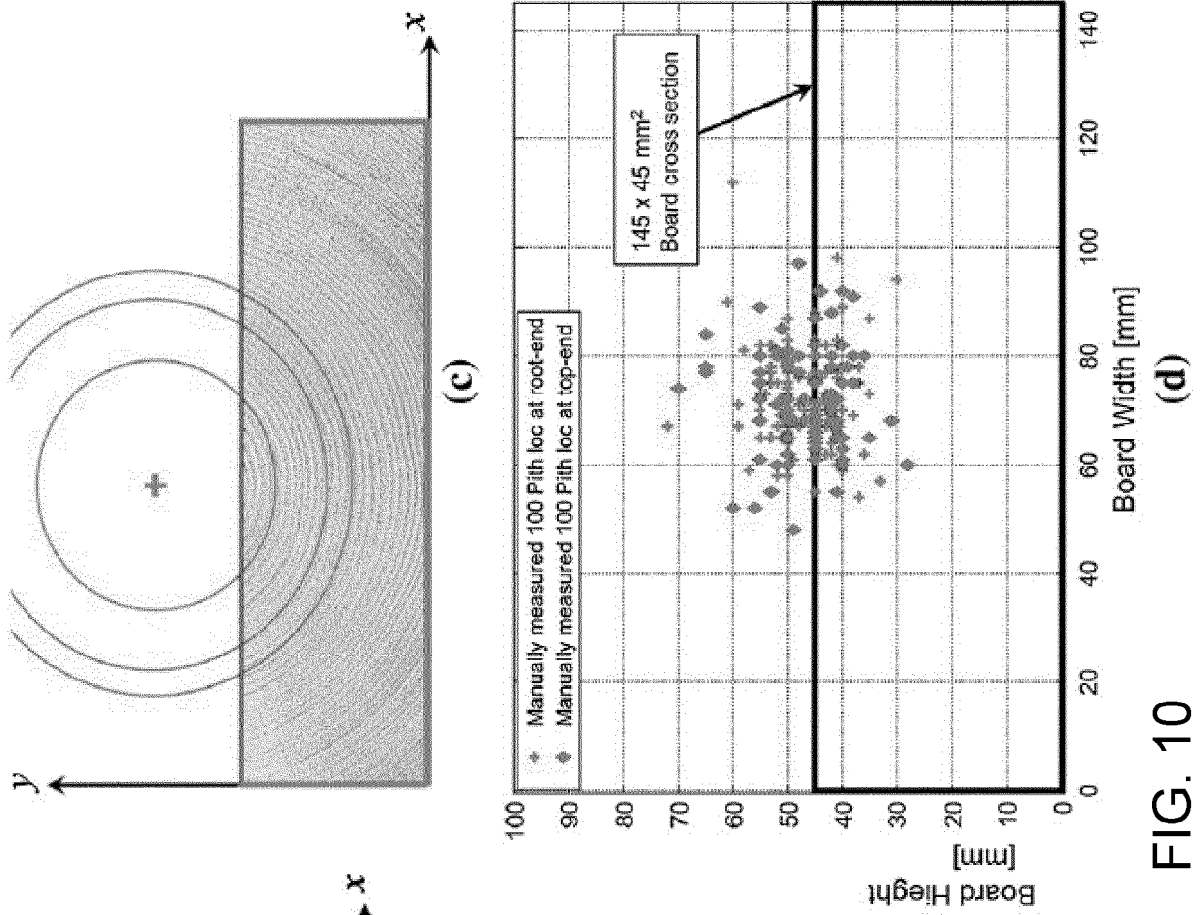 x
y
x
(c)
Manually measured 100 Pith loc at root-end
Manually measured 100 Pith loc at top-end
145 x 45 mm²
Board cross section
100
90
80
70
60
50
40
30
20
10
0
Board Hieght
[mm]
0
20
40
60
80
100
120
140
Board Width [mm]
(d)
FIG. 10